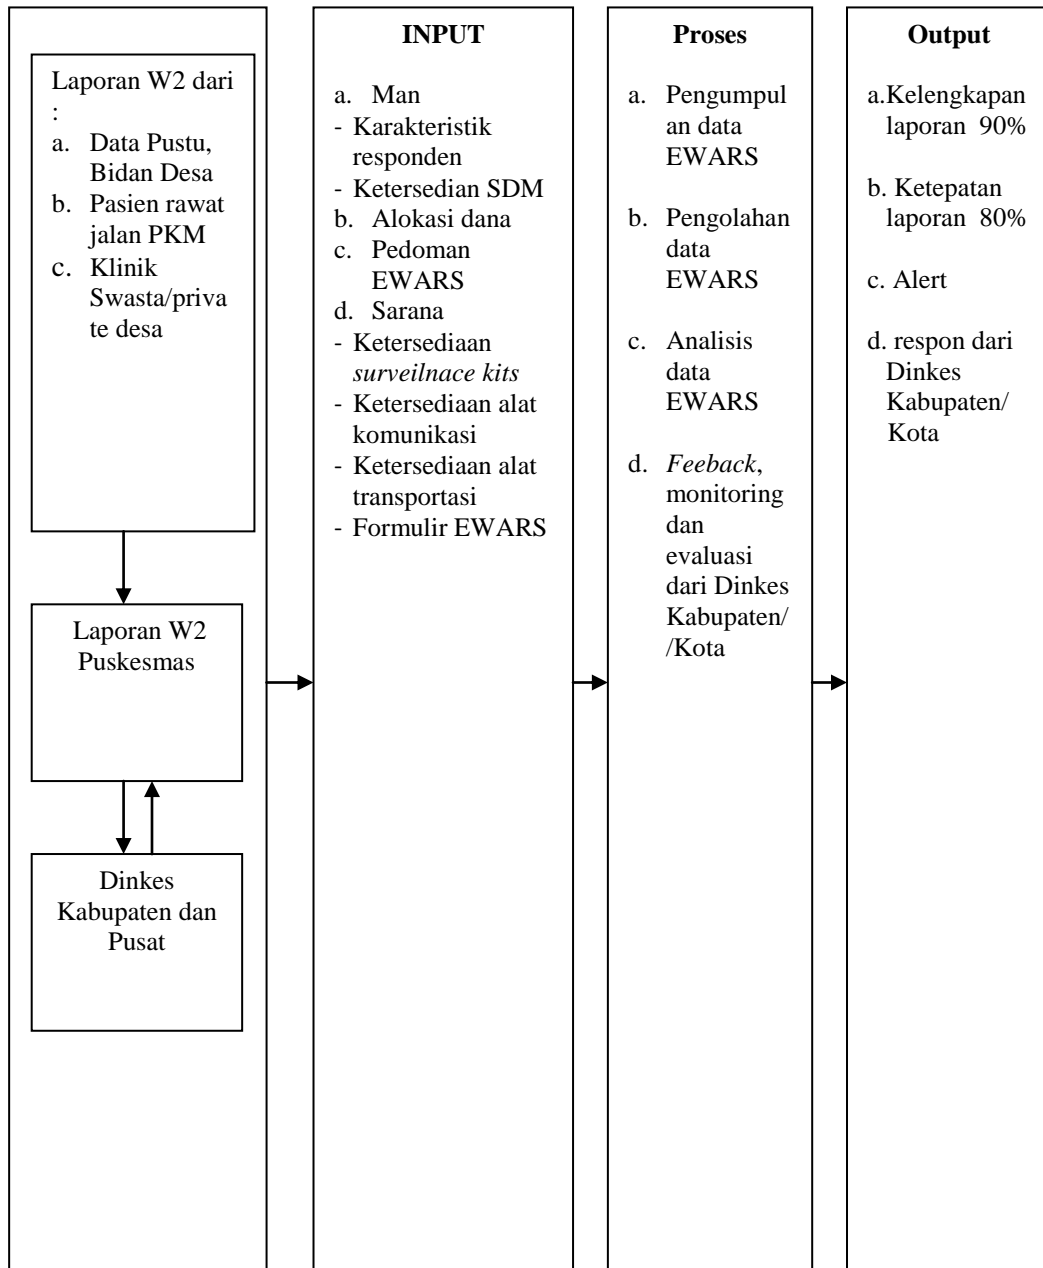 Laporan W2 dari
:
a. Data Pustu,
Bidan Desa
b. Pasien rawat
jalan PKM
c. Klinik
Swasta/priva
te desa
Laporan W2
Puskesmas
Dinkes
Kabupaten dan
Pusat
INPUT
a. Man
- Karakteristik
responden
- Ketersedian SDM
b. Alokasi dana
c. Pedoman
EWARS
d. Sarana
- Ketersediaan
surveilnace kits
- Ketersediaan alat
komunikasi
- Ketersediaan alat
transportasi
- Formulir EWARS
Proses
a. Pengumpul
an data
EWARS
b. Pengolahan
data
EWARS
c. Analisis
data
EWARS
d. Feeback,
monitoring
dan
evaluasi
dari Dinkes
Kabupaten/
/Kota
Output
a.Kelengkapan
laporan 90%
b. Ketepatan
laporan 80%
c. Alert
d. respon dari
Dinkes
Kabupaten/
Kota